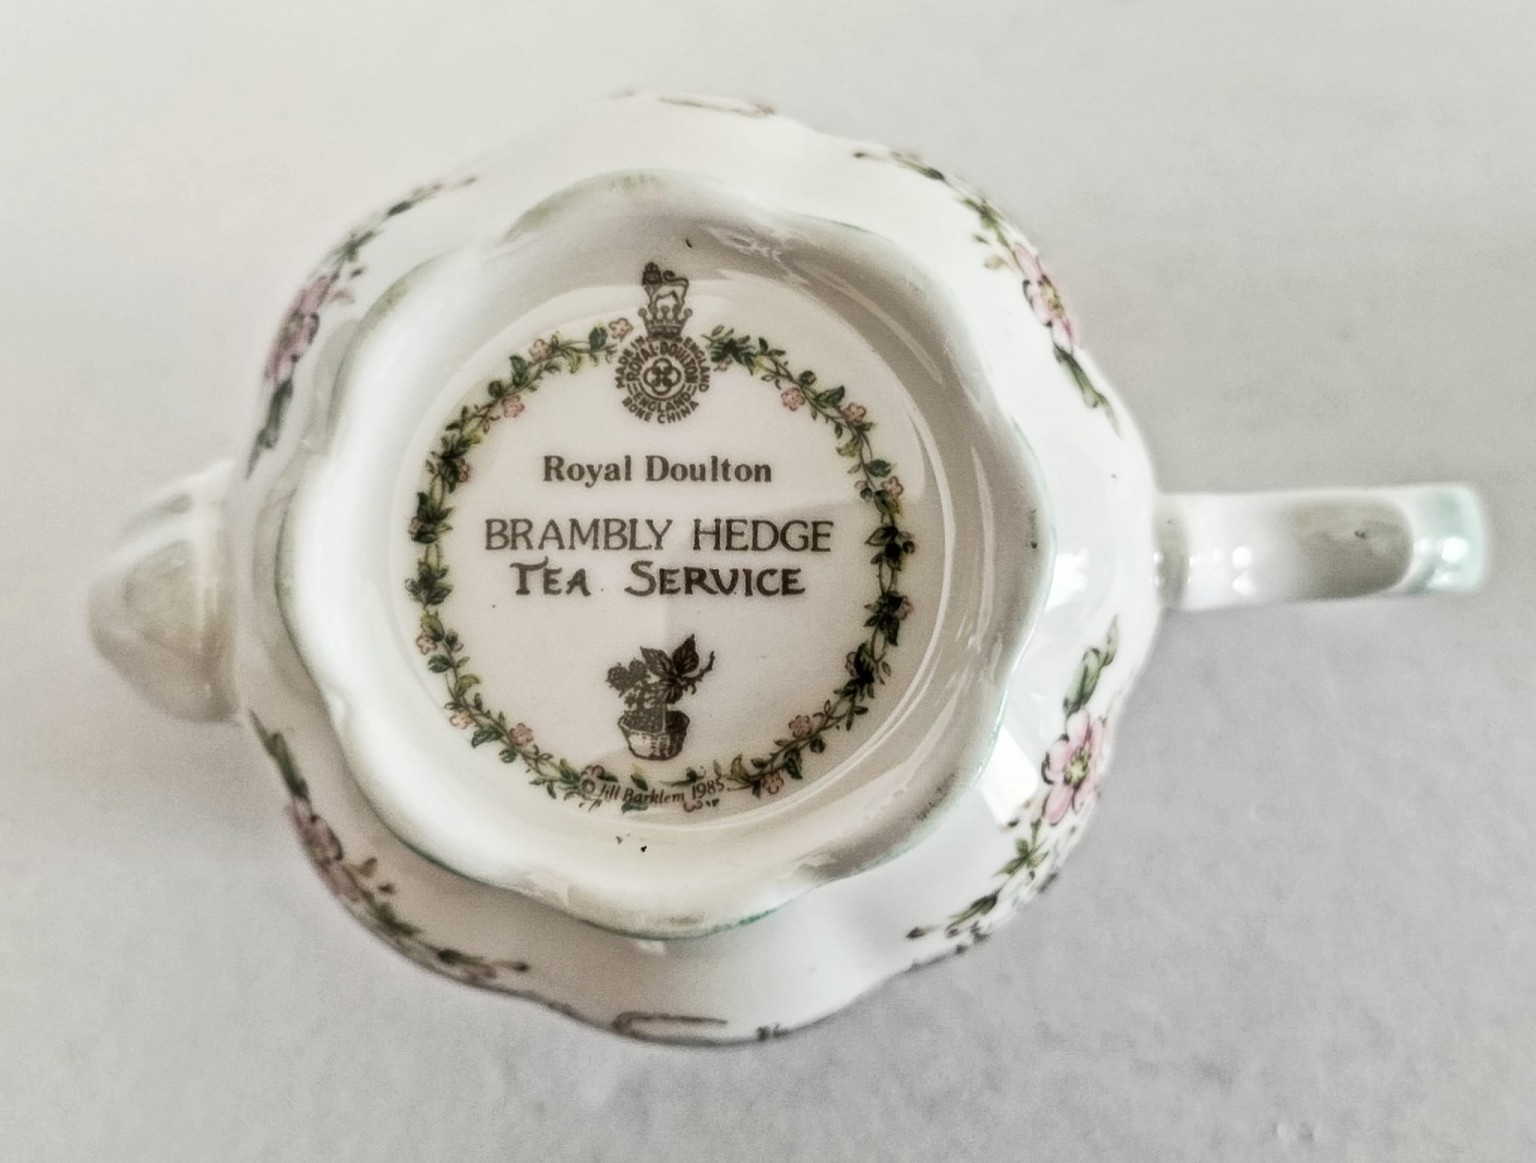 MADE IN ENGLAND
ROYAL·DOULTON
ENGLAND
BONE CHINA
Royal Doulton
BRAMBLY HEDGE
TEA SERVICE
© Jill Barklem 1985